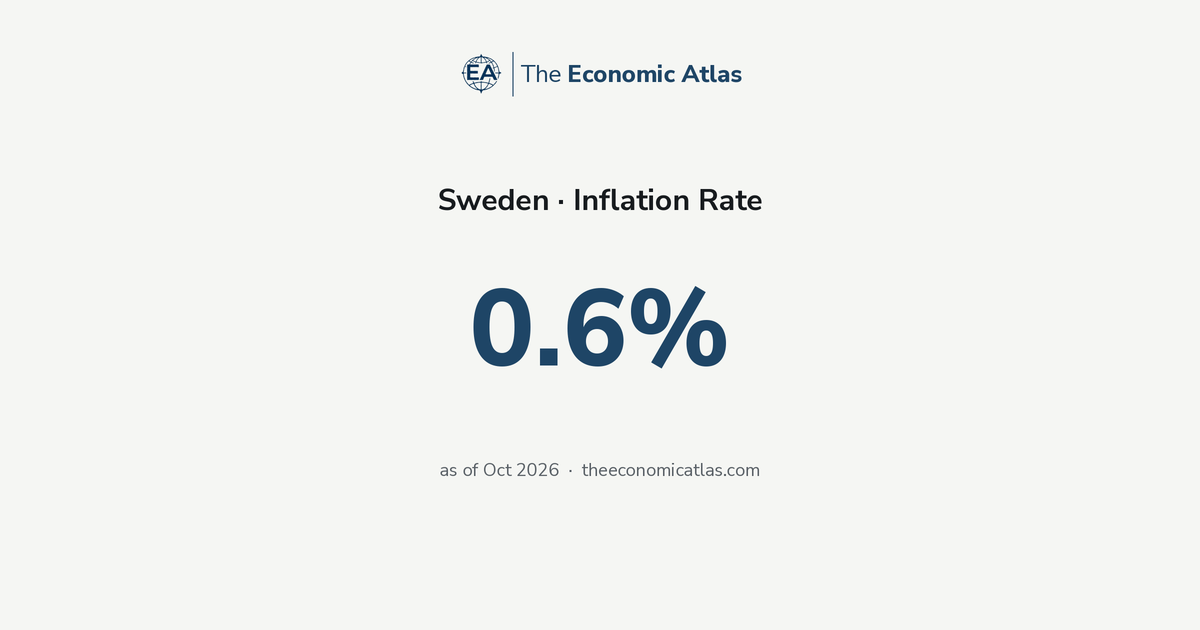 EA The Economic Atlas
Sweden · Inflation Rate
0.6%
as of Oct 2026 · theeconomicatlas.com